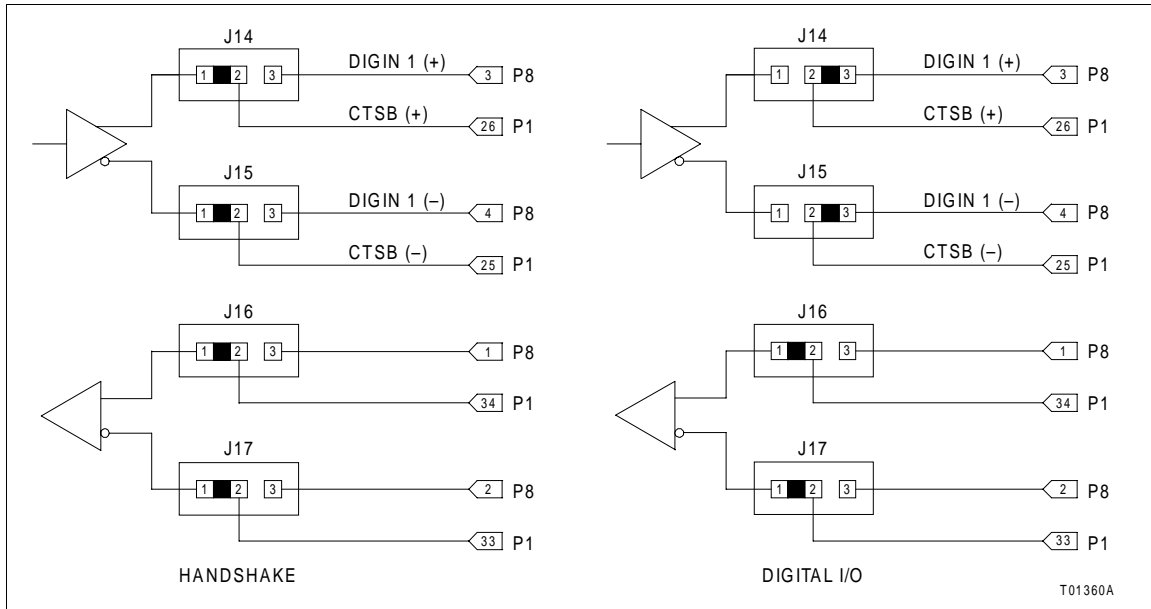 J14
1 2 3
DIGIN 1 (+)
3 P8
CTSB (+)
26 P1
J15
1 2 3
DIGIN 1 (–)
4 P8
CTSB (–)
25 P1
J16
1 2 3
1 P8
34 P1
J17
1 2 3
2 P8
33 P1
HANDSHAKE
J14
1 2 3
DIGIN 1 (+)
3 P8
CTSB (+)
26 P1
J15
1 2 3
DIGIN 1 (–)
4 P8
CTSB (–)
25 P1
J16
1 2 3
1 P8
34 P1
J17
1 2 3
2 P8
33 P1
DIGITAL I/O
T01360A